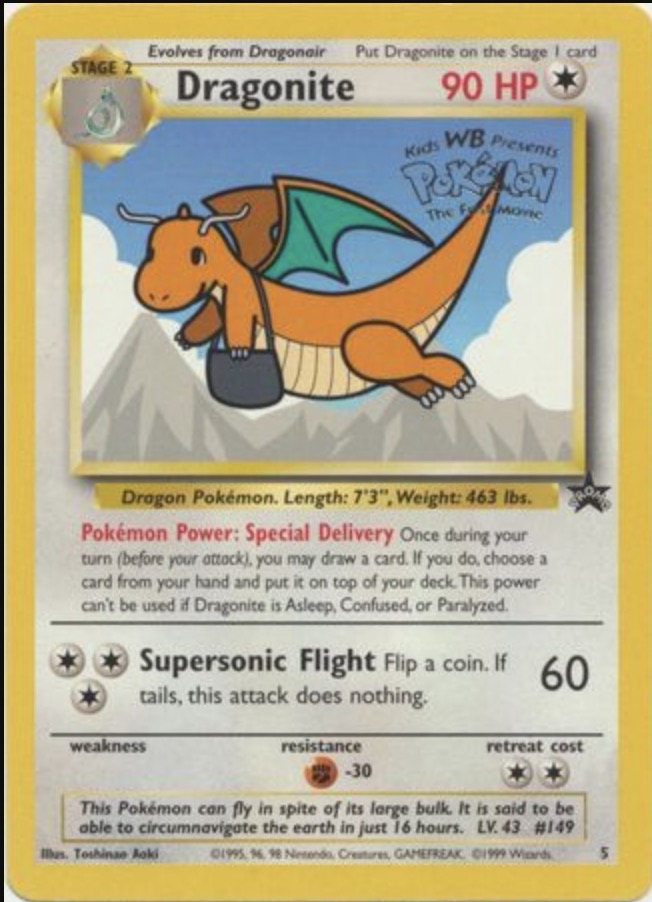 Evolves from Dragonair Put Dragonite on the Stage 1 card
STAGE 2
Dragonite 90 HP
Kids WB Presents
POKéMON
The First Movie
Dragon Pokémon. Length: 7'3", Weight: 463 lbs.
PROMO
Pokémon Power: Special Delivery Once during your
turn (before your attack), you may draw a card. If you do, choose a
card from your hand and put it on top of your deck. This power
can't be used if Dragonite is Asleep, Confused, or Paralyzed.
Supersonic Flight Flip a coin. If 60
tails, this attack does nothing.
weakness resistance retreat cost
-30
This Pokémon can fly in spite of its large bulk. It is said to be
able to circumnavigate the earth in just 16 hours. LV. 43 #149
Illus. Toshinao Aoki ©1995, 96, 98 Nintendo, Creatures, GAMEFREAK. ©1999 Wizards. 5